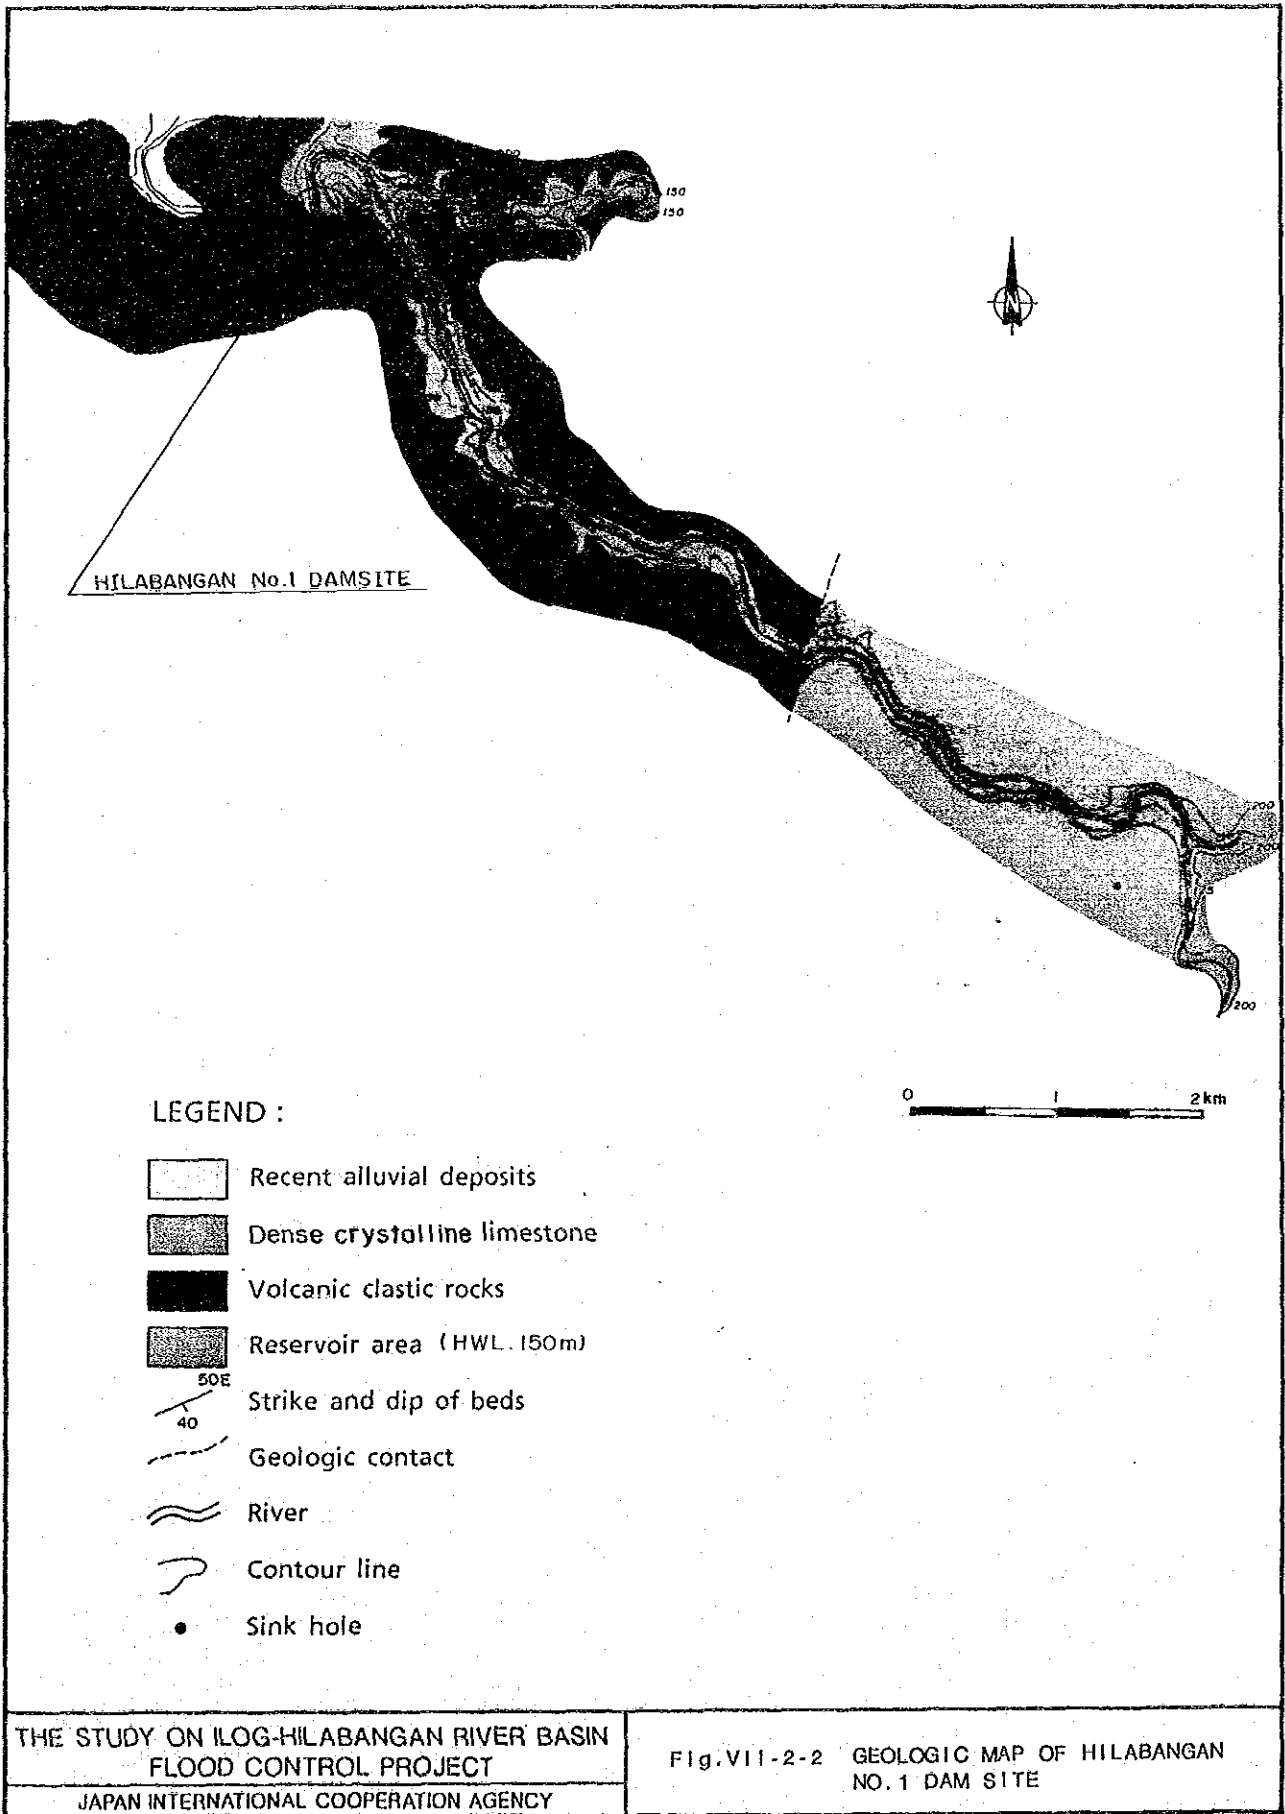 150
150
N
HILABANGAN No.1 DAMSITE
200
200
0 1 2 km
LEGEND :
Recent alluvial deposits
Dense crystalline limestone
Volcanic clastic rocks
Reservoir area (HWL.150m)
50E
40
Strike and dip of beds
Geologic contact
River
Contour line
Sink hole
THE STUDY ON ILOG-HILABANGAN RIVER BASIN
FLOOD CONTROL PROJECT
JAPAN INTERNATIONAL COOPERATION AGENCY
Fig.VII-2-2 GEOLOGIC MAP OF HILABANGAN
NO.1 DAM SITE